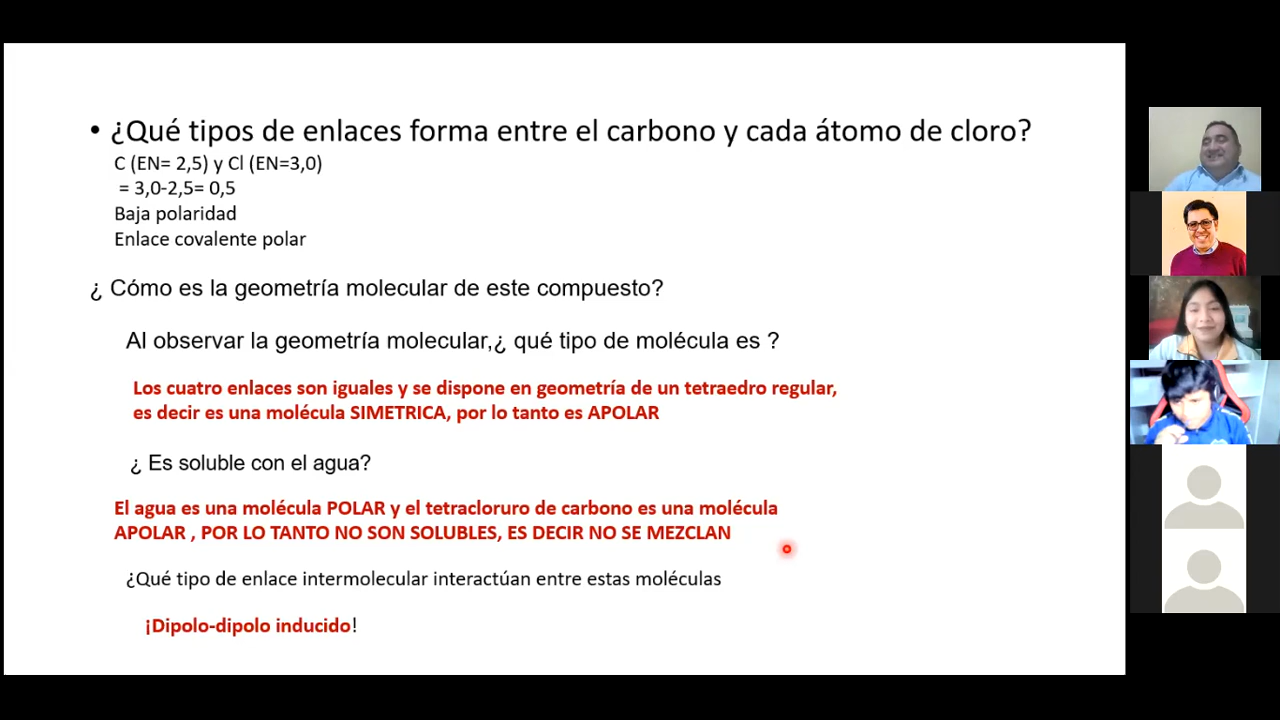 • ¿Qué tipos de enlaces forma entre el carbono y cada átomo de cloro?
C (EN= 2,5) y Cl (EN=3,0)
= 3,0-2,5= 0,5
Baja polaridad
Enlace covalente polar
¿ Cómo es la geometría molecular de este compuesto?
Al observar la geometría molecular,¿ qué tipo de molécula es ?
Los cuatro enlaces son iguales y se dispone en geometría de un tetraedro regular,
es decir es una molécula SIMETRICA, por lo tanto es APOLAR
¿ Es soluble con el agua?
El agua es una molécula POLAR y el tetracloruro de carbono es una molécula
APOLAR , POR LO TANTO NO SON SOLUBLES, ES DECIR NO SE MEZCLAN
¿Qué tipo de enlace intermolecular interactúan entre estas moléculas
¡Dipolo-dipolo inducido!